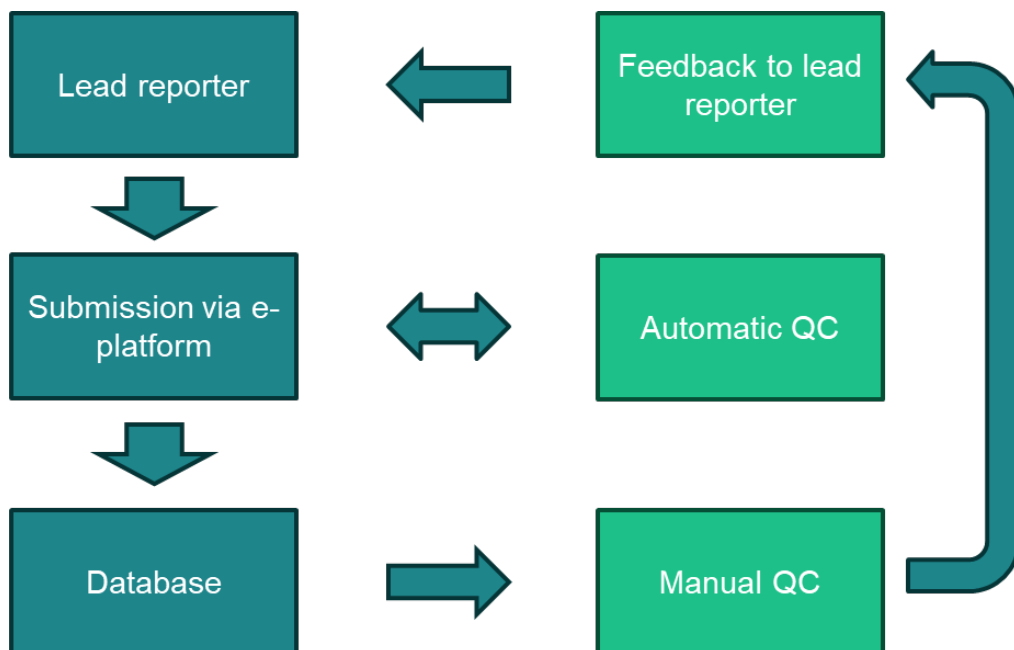 Lead reporter
Feedback to lead
reporter
Submission via e-
platform
Automatic QC
Database
Manual QC